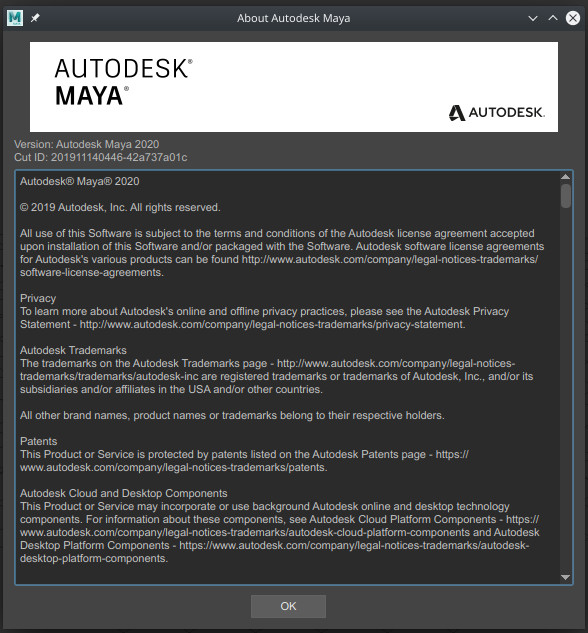 About Autodesk Maya
AUTODESK®
MAYA®
AUTODESK.
Version: Autodesk Maya 2020
Cut ID: 201911140446-42a737a01c
Autodesk® Maya® 2020
© 2019 Autodesk, Inc. All rights reserved.
All use of this Software is subject to the terms and conditions of the Autodesk license agreement accepted
upon installation of this Software and/or packaged with the Software. Autodesk software license agreements
for Autodesk's various products can be found http://www.autodesk.com/company/legal-notices-trademarks/
software-license-agreements.
Privacy
To learn more about Autodesk's online and offline privacy practices, please see the Autodesk Privacy
Statement - http://www.autodesk.com/company/legal-notices-trademarks/privacy-statement.
Autodesk Trademarks
The trademarks on the Autodesk Trademarks page - http://www.autodesk.com/company/legal-notices-
trademarks/trademarks/autodesk-inc are registered trademarks or trademarks of Autodesk, Inc., and/or its
subsidiaries and/or affiliates in the USA and/or other countries.
All other brand names, product names or trademarks belong to their respective holders.
Patents
This Product or Service is protected by patents listed on the Autodesk Patents page - https://
www.autodesk.com/company/legal-notices-trademarks/patents.
Autodesk Cloud and Desktop Components
This Product or Service may incorporate or use background Autodesk online and desktop technology
components. For information about these components, see Autodesk Cloud Platform Components - https://
www.autodesk.com/company/legal-notices-trademarks/autodesk-cloud-platform-components and Autodesk
Desktop Platform Components - https://www.autodesk.com/company/legal-notices-trademarks/autodesk-
desktop-platform-components.
OK